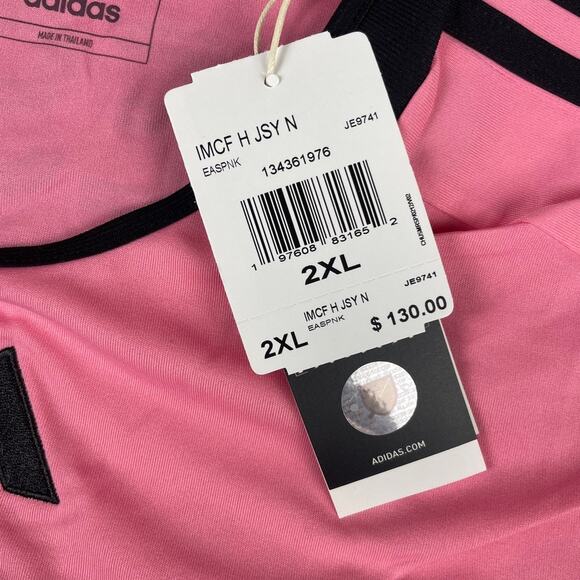 adidas
MADE IN THAILAND
IMCF H JSY N
JE9741
EASPNK
134361976
1 97608 83165 2
2XL
IMCF H JSY N
JE9741
EASPNK
2XL
$ 130.00
ADIDAS.COM